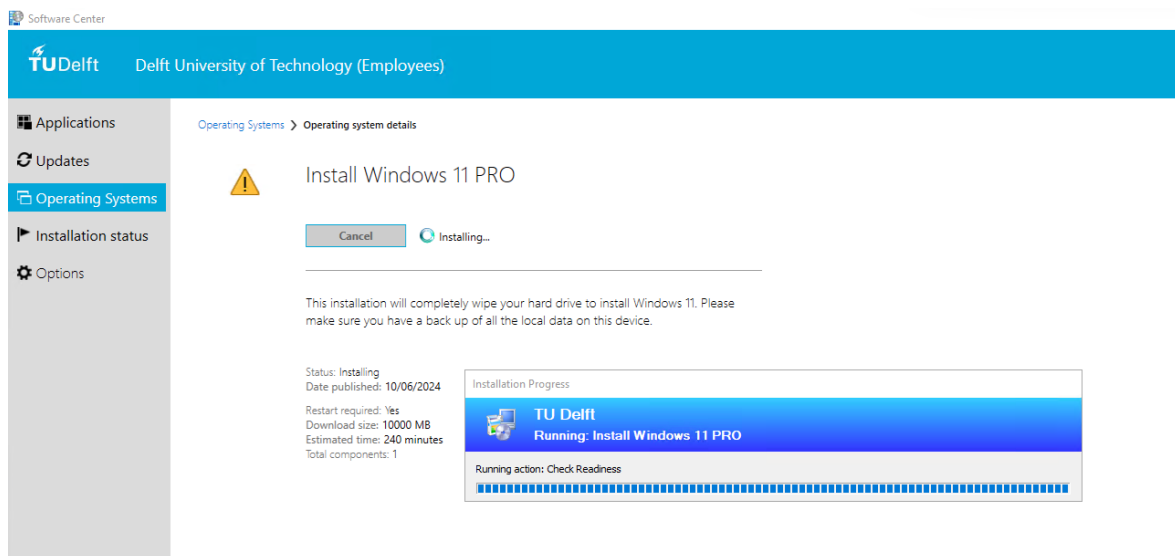 Software Center
TUDelft Delft University of Technology (Employees)
Applications
Updates
Operating Systems
Installation status
Options
Operating Systems ❯ Operating system details
Install Windows 11 PRO
Cancel Installing...
This installation will completely wipe your hard drive to install Windows 11. Please
make sure you have a back up of all the local data on this device.
Status: Installing
Date published: 10/06/2024
Restart required: Yes
Download size: 10000 MB
Estimated time: 240 minutes
Total components: 1
Installation Progress
TU Delft
Running: Install Windows 11 PRO
Running action: Check Readiness